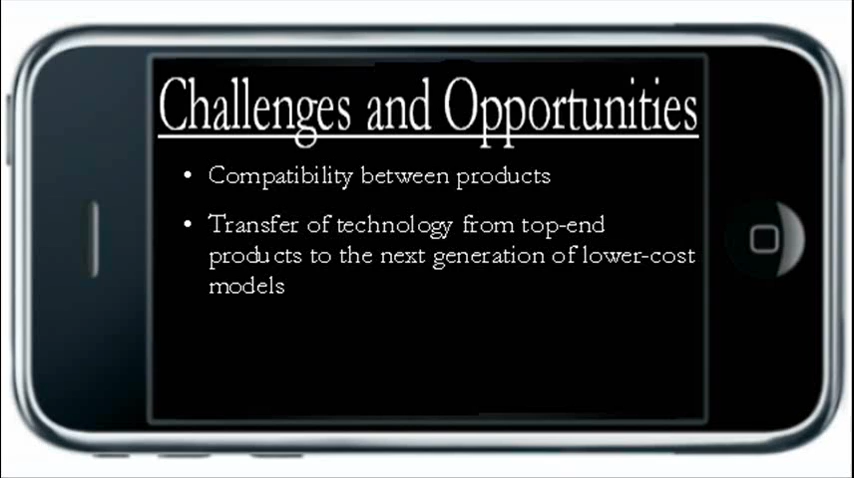 Challenges and Opportunities
• Compatibility between products
• Transfer of technology from top-end
products to the next generation of lower-cost
models